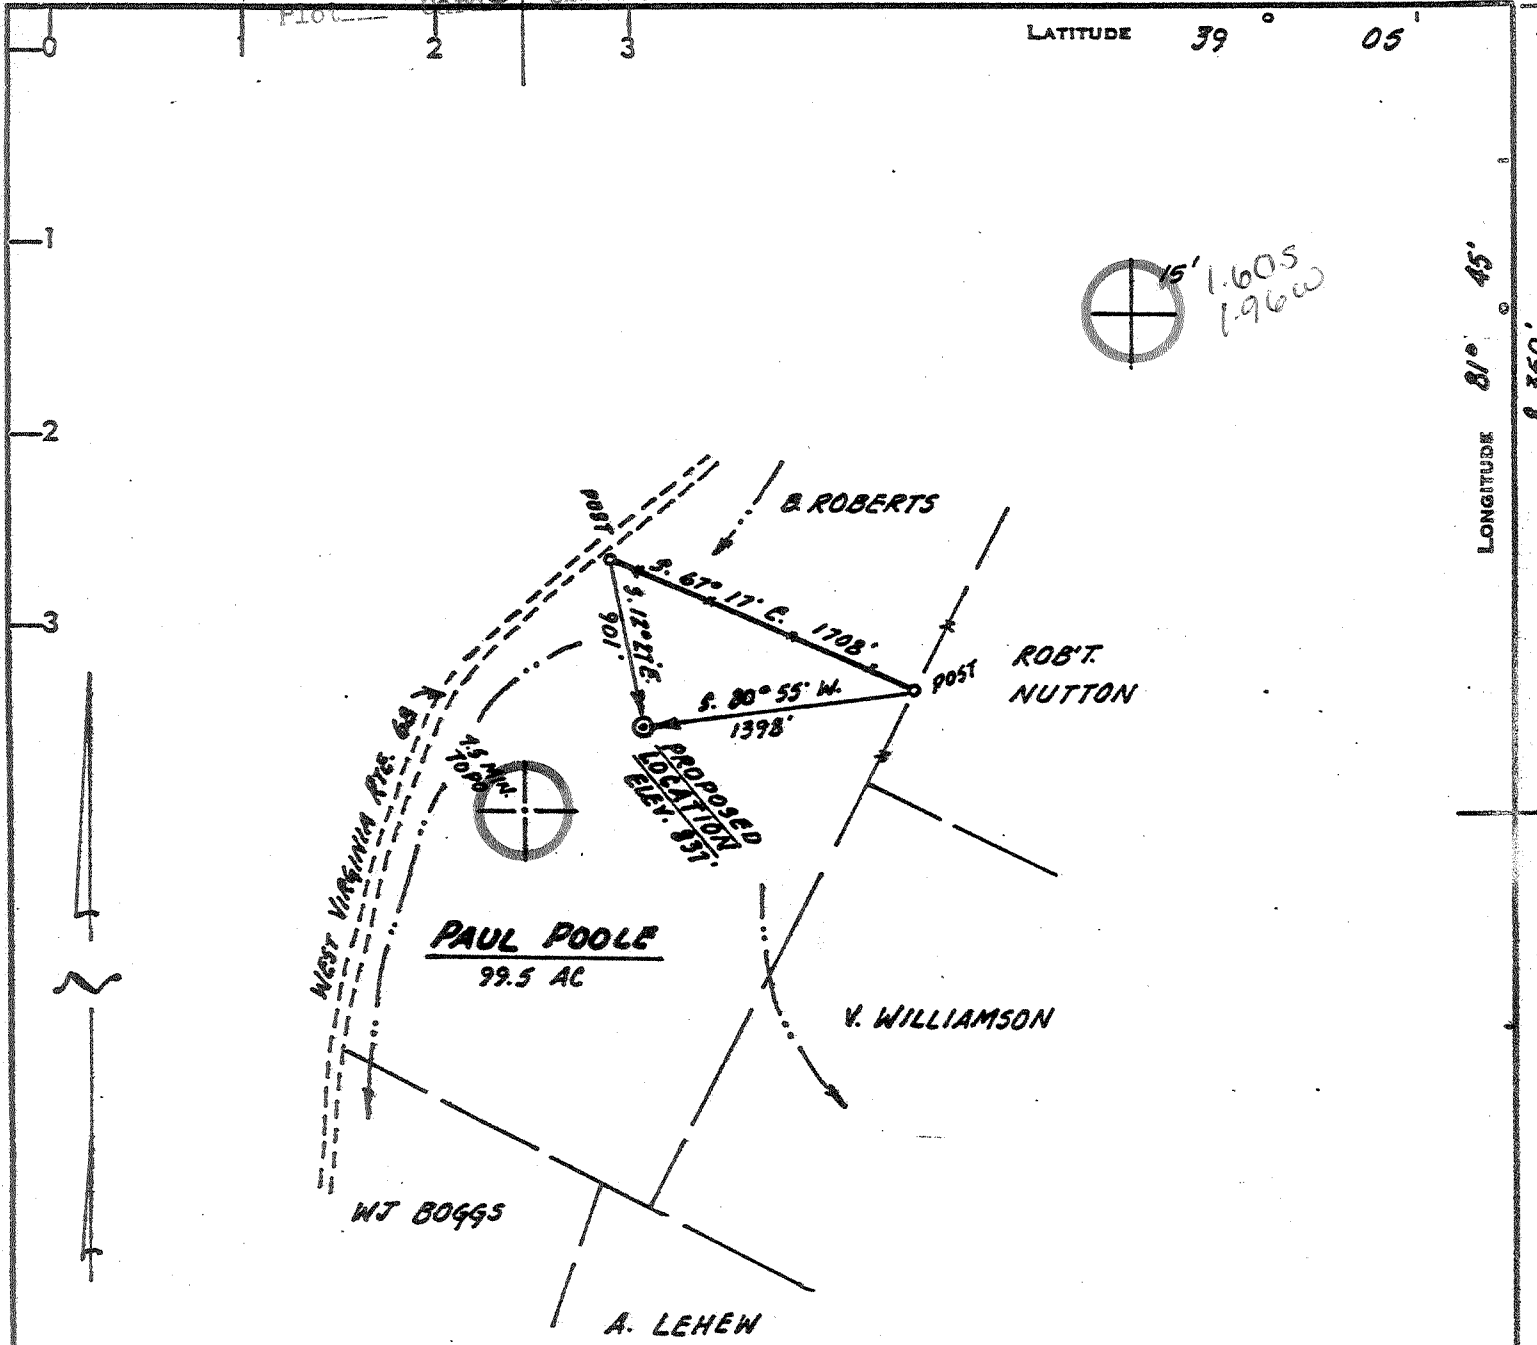 Plot
0
1
2
3
LATITUDE 39° 05'
1
2
3
15' 1.60S
1.96W
LONGITUDE 81° 45'
POST
B. ROBERTS
S. 67° 17' E. 1708'
S. 12° 27' E.
901'
S. 80° 55' W.
1398'
POST
ROB'T.
NUTTON
PROPOSED
LOCATION
ELEV. 837'
7.5 MIN.
TOPO
WEST VIRGINIA RTE. 68
PAUL POOLE
99.5 AC
V. WILLIAMSON
WJ BOGGS
A. LEHEW